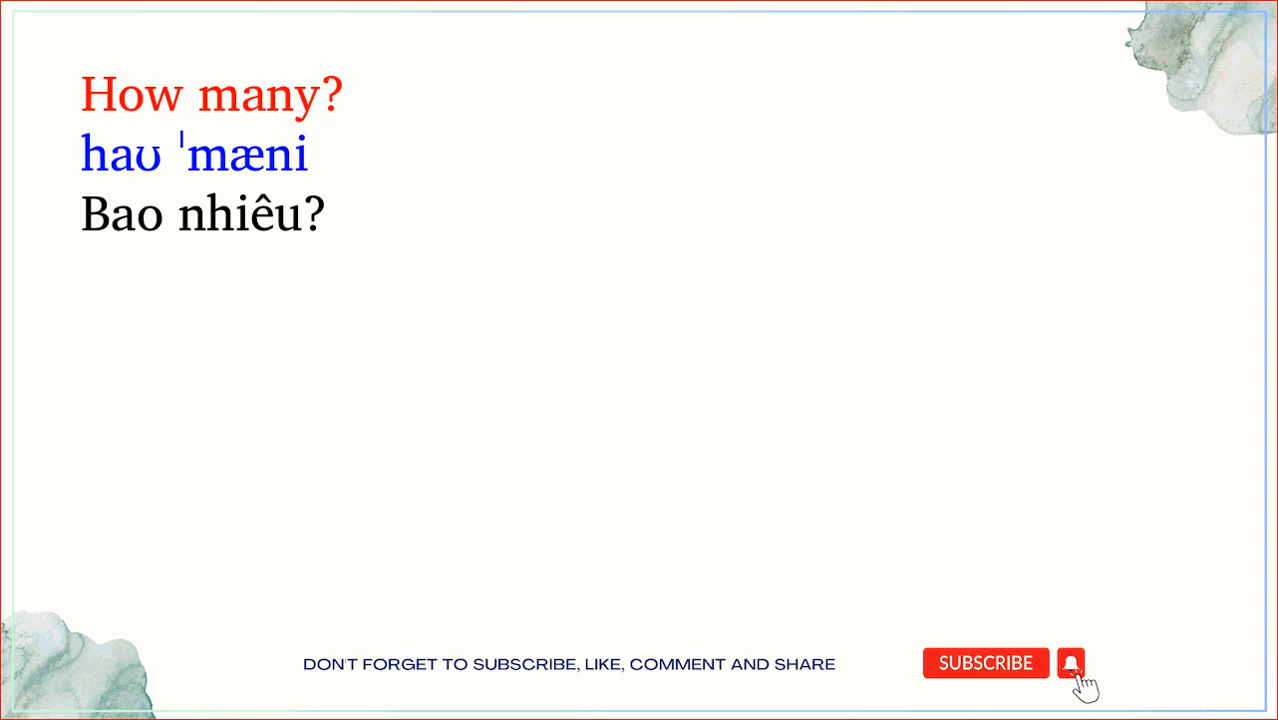 How many?
haʊ ˈmæni
Bao nhiêu?
DON'T FORGET TO SUBSCRIBE, LIKE, COMMENT AND SHARE
SUBSCRIBE